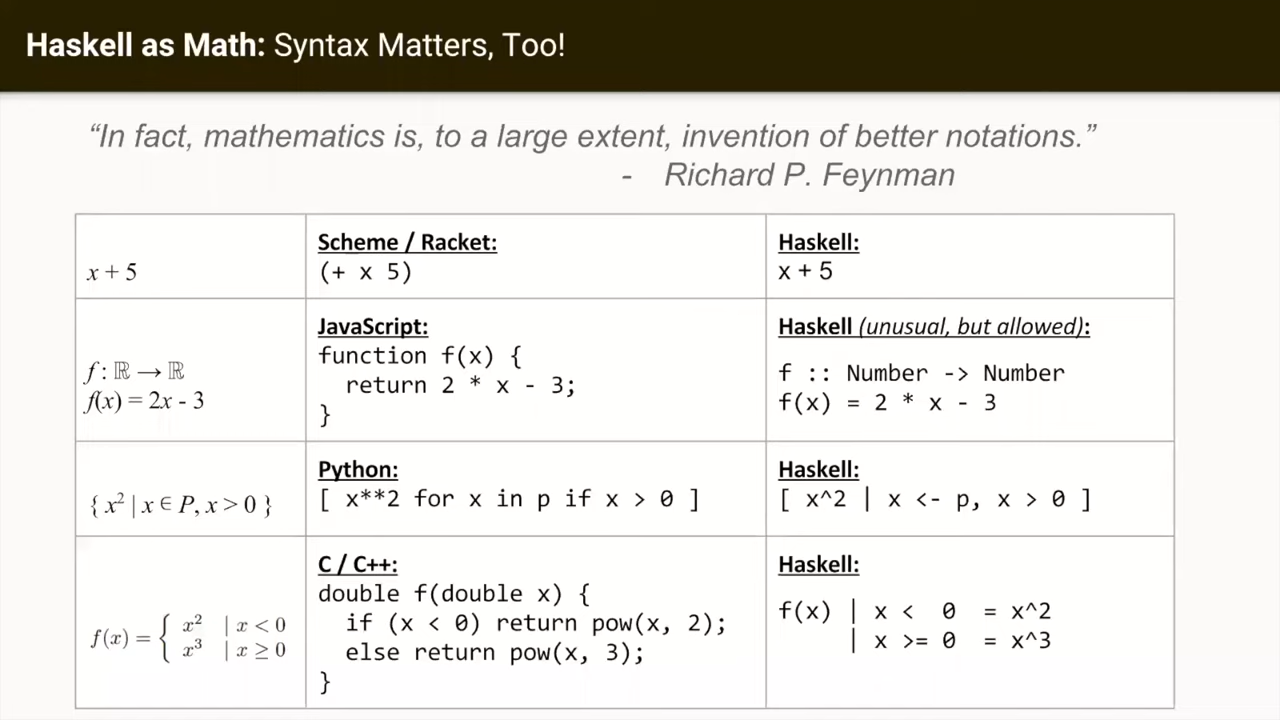 Haskell as Math: Syntax Matters, Too!
“In fact, mathematics is, to a large extent, invention of better notations.”
- Richard P. Feynman
x + 5
Scheme / Racket:
(+ x 5)
Haskell:
x + 5
f : ℝ → ℝ
f(x) = 2x - 3
JavaScript:
function f(x) {
  return 2 * x - 3;
}
Haskell (unusual, but allowed):
f :: Number -> Number
f(x) = 2 * x - 3
{ x² | x ∈ P, x > 0 }
Python:
[ x**2 for x in p if x > 0 ]
Haskell:
[ x^2 | x <- p, x > 0 ]
f(x) = { x² | x < 0
x³ | x ≥ 0
C / C++:
double f(double x) {
  if (x < 0) return pow(x, 2);
  else return pow(x, 3);
}
Haskell:
f(x) | x <  0  = x^2
     | x >= 0  = x^3